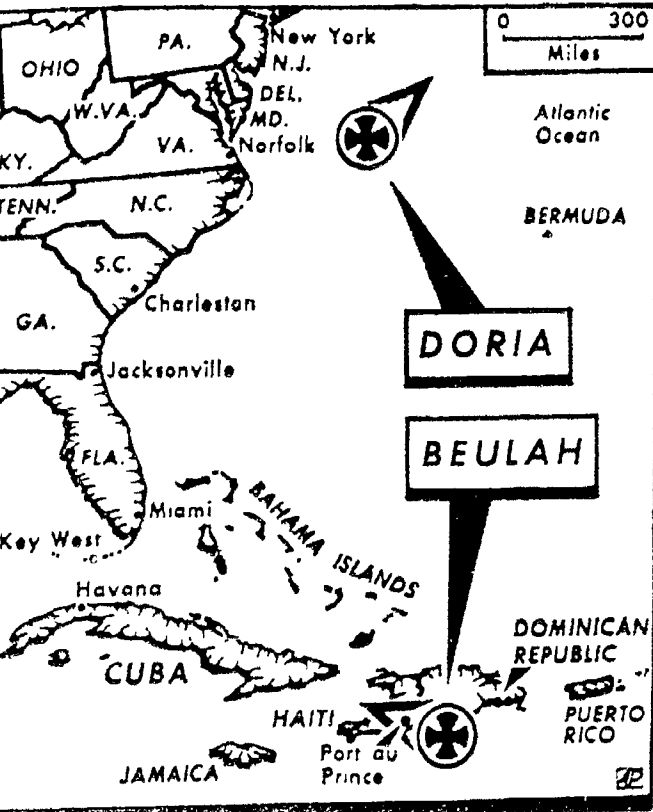 0 300
Miles
New York
PA.
OHIO
N.J.
W.VA.
DEL.
MD.
Atlantic
Ocean
VA.
Norfolk
KY.
TENN.
N.C.
BERMUDA
S.C.
Charleston
GA.
DORIA
Jacksonville
BEULAH
FLA.
Miami
BAHAMA ISLANDS
Key West
Havana
CUBA
DOMINICAN
REPUBLIC
HAITI
PUERTO
RICO
Port au
Prince
JAMAICA
AP